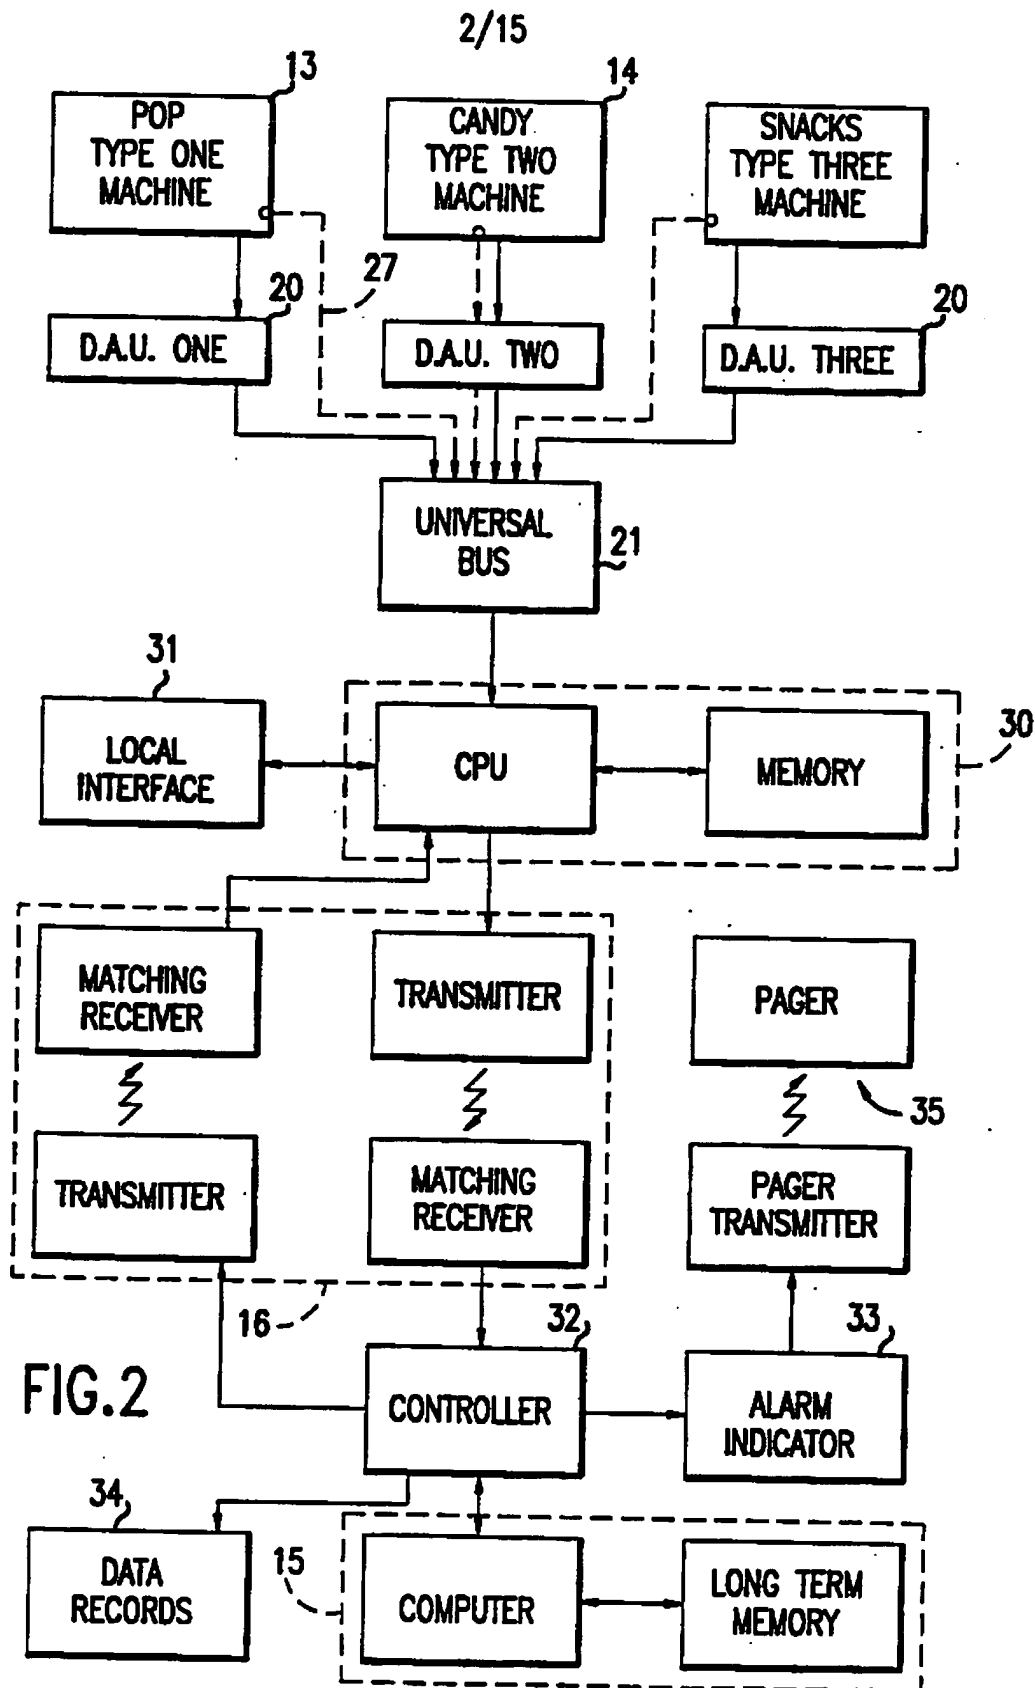 2/15
13
14
POP
TYPE ONE
MACHINE
CANDY
TYPE TWO
MACHINE
SNACKS
TYPE THREE
MACHINE
27
20
20
D.A.U. ONE
D.A.U. TWO
D.A.U. THREE
UNIVERSAL
BUS
21
31
30
LOCAL
INTERFACE
CPU
MEMORY
MATCHING
RECEIVER
TRANSMITTER
PAGER
35
TRANSMITTER
MATCHING
RECEIVER
PAGER
TRANSMITTER
16
32
33
FIG.2
CONTROLLER
ALARM
INDICATOR
34
15
DATA
RECORDS
COMPUTER
LONG TERM
MEMORY